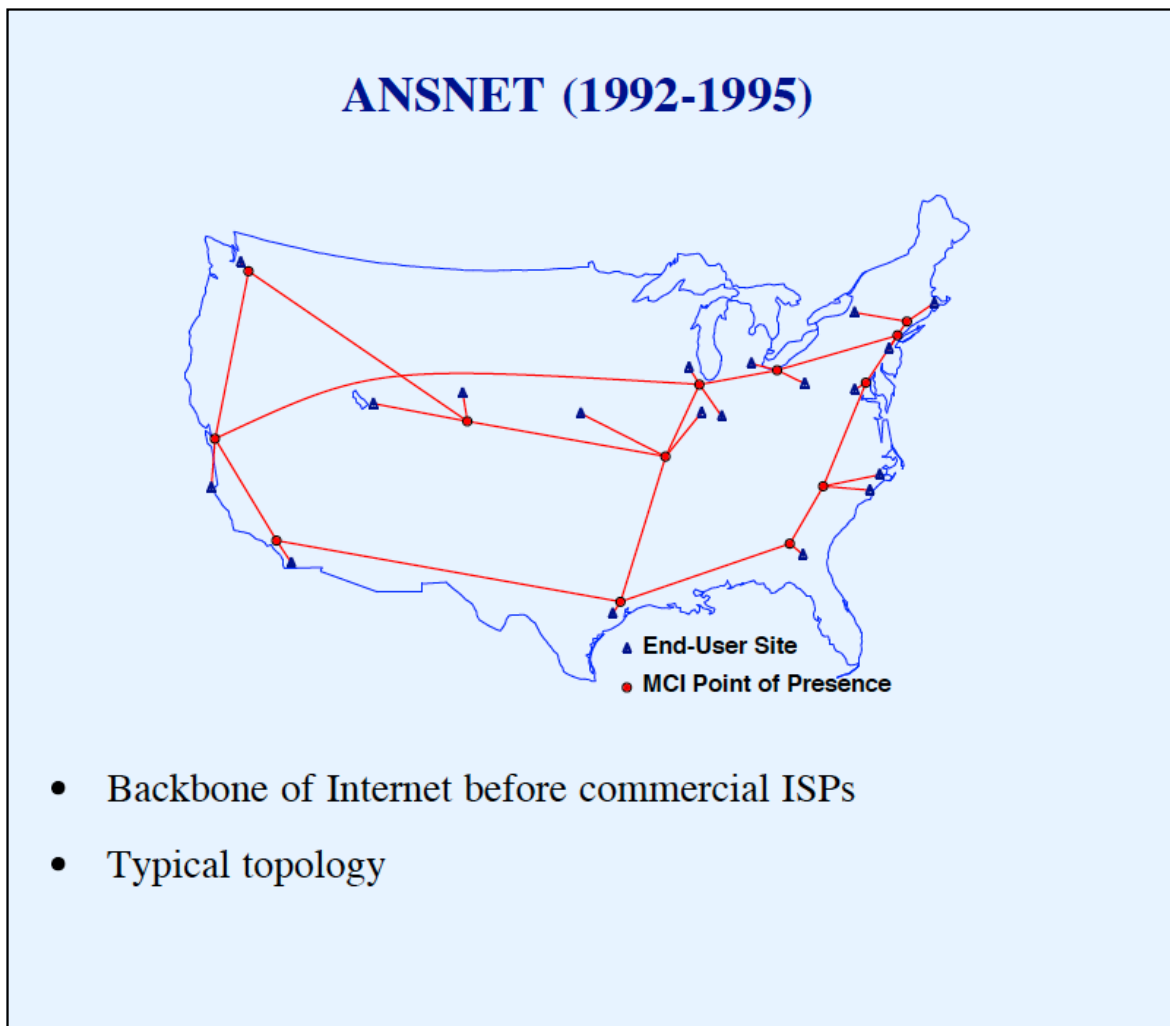 ANSNET (1992-1995)
End-User Site
MCI Point of Presence
• Backbone of Internet before commercial ISPs
• Typical topology